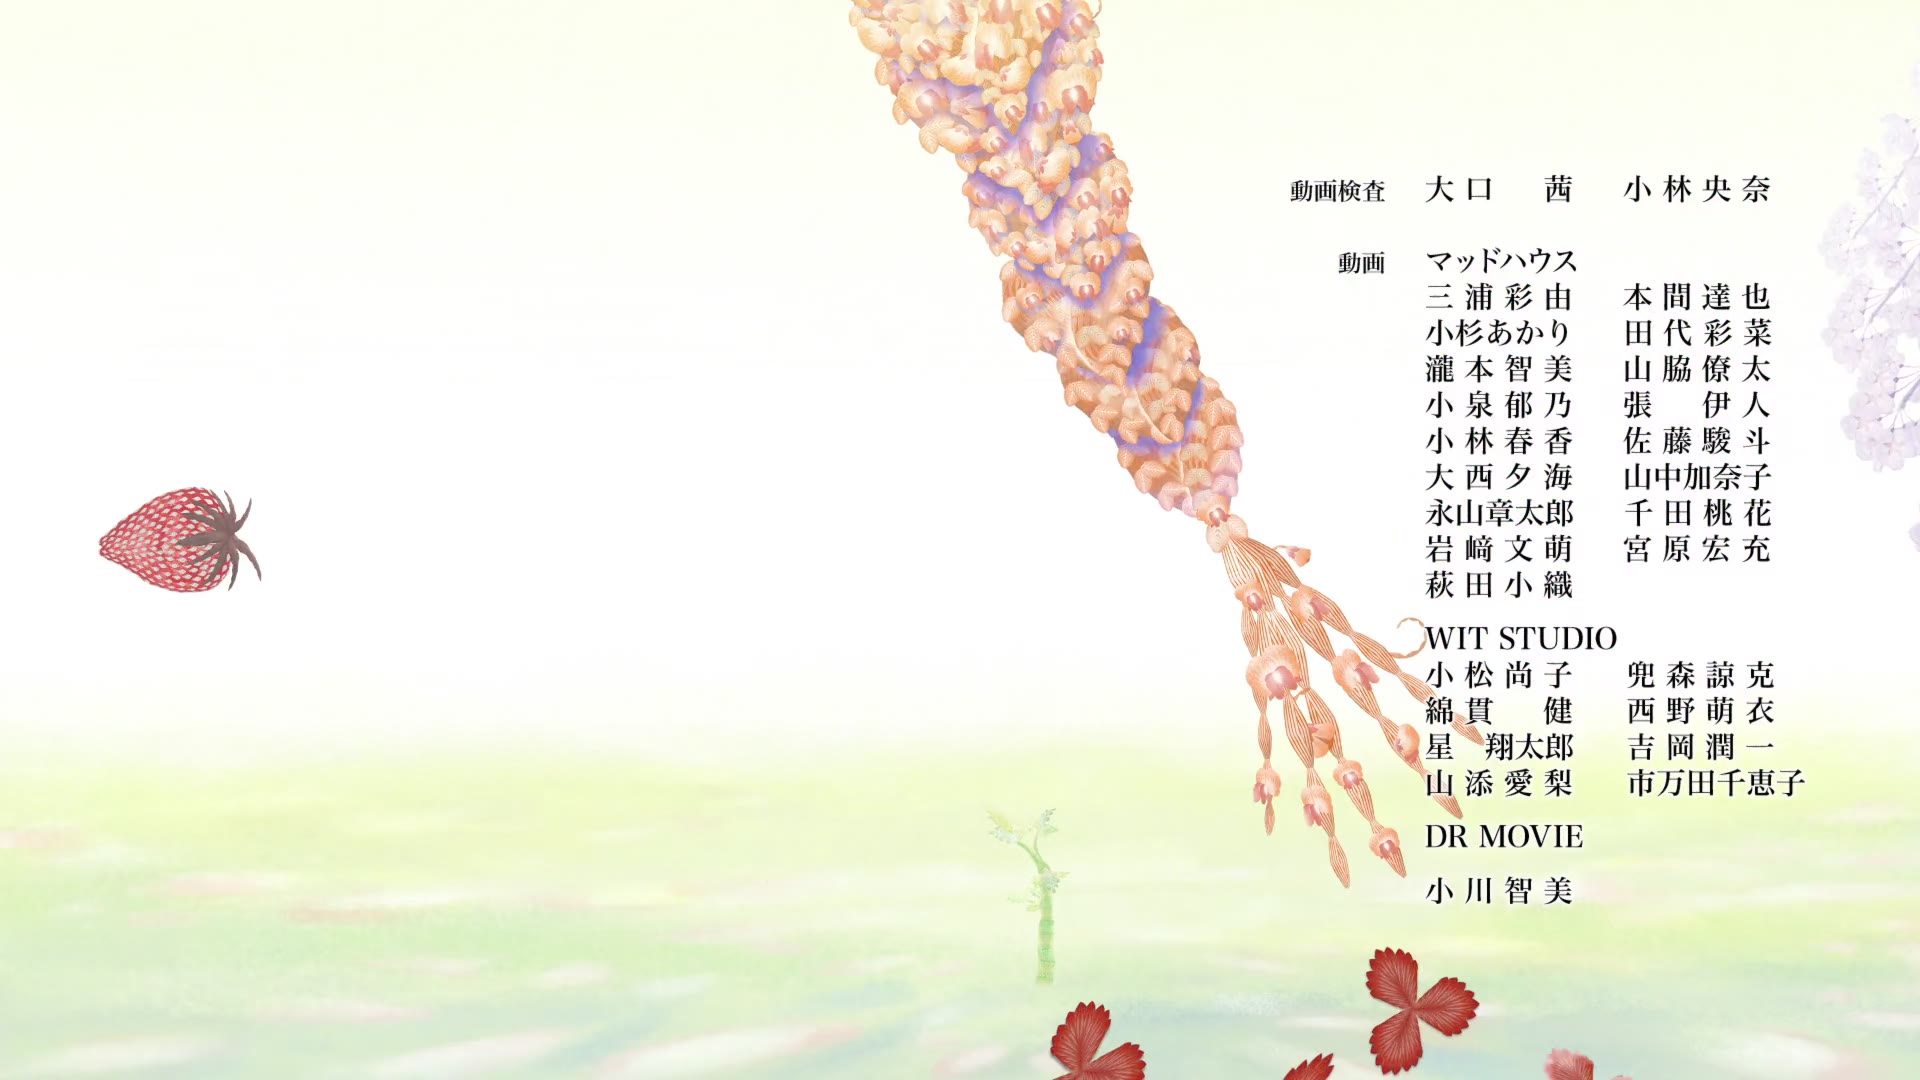 動画検査 大口 茜 小林央奈
動画 マッドハウス
三浦彩由 本間達也
小杉あかり 田代彩菜
瀧本智美 山脇僚太
小泉郁乃 張 伊人
小林春香 佐藤駿斗
大西夕海 山中加奈子
永山章太郎 千田桃花
岩﨑文萌 宮原宏充
萩田小織
WIT STUDIO
小松尚子 兜森諒克
綿貫 健 西野萌衣
星 翔太郎 吉岡潤一
山添愛梨 市万田千恵子
DR MOVIE
小川智美